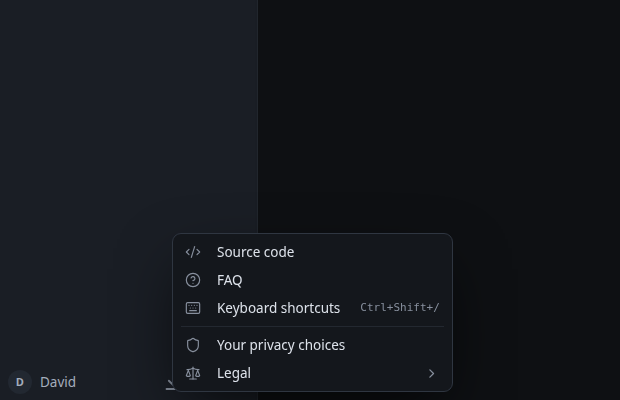 Source code
FAQ
Keyboard shortcuts Ctrl+Shift+/
Your privacy choices
Legal
D David